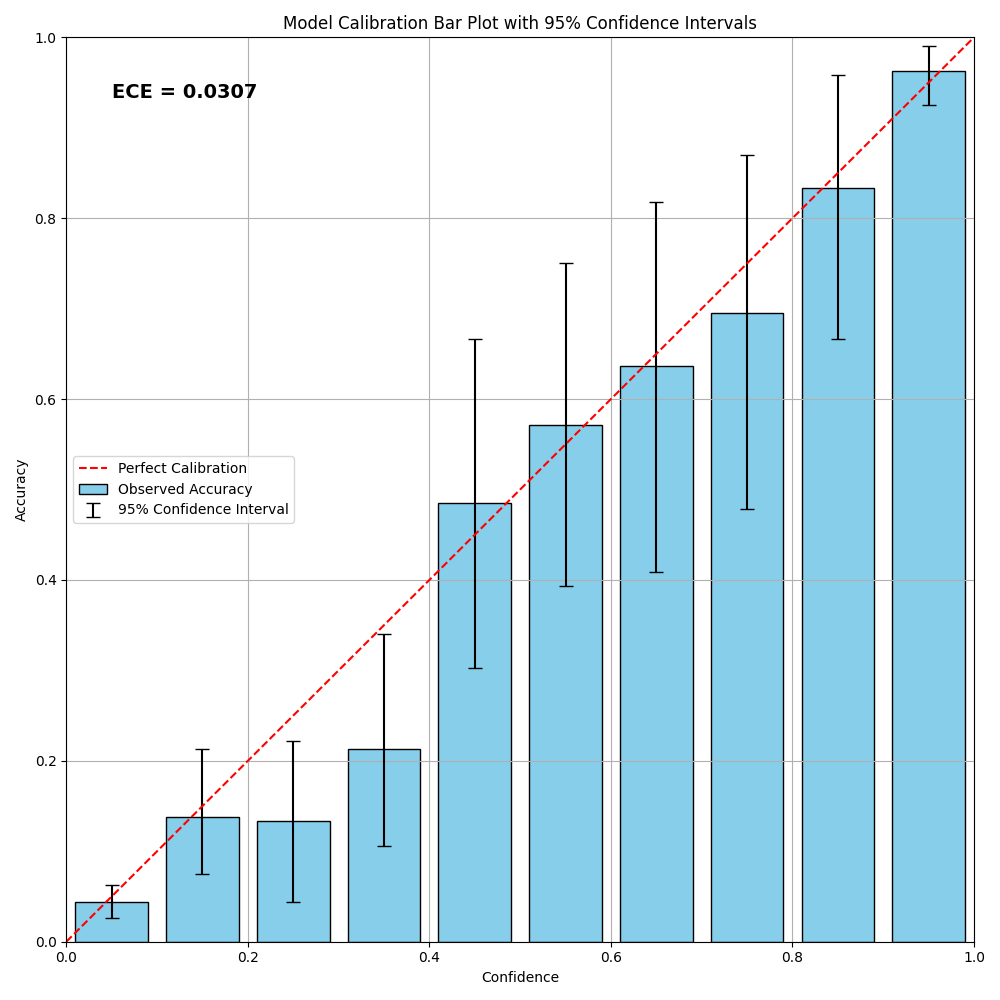 Model Calibration Bar Plot with 95% Confidence Intervals
ECE = 0.0307
1.0
0.8
0.6
0.4
0.2
0.0
Accuracy
Perfect Calibration
Observed Accuracy
95% Confidence Interval
0.0 0.2 0.4 0.6 0.8 1.0
Confidence